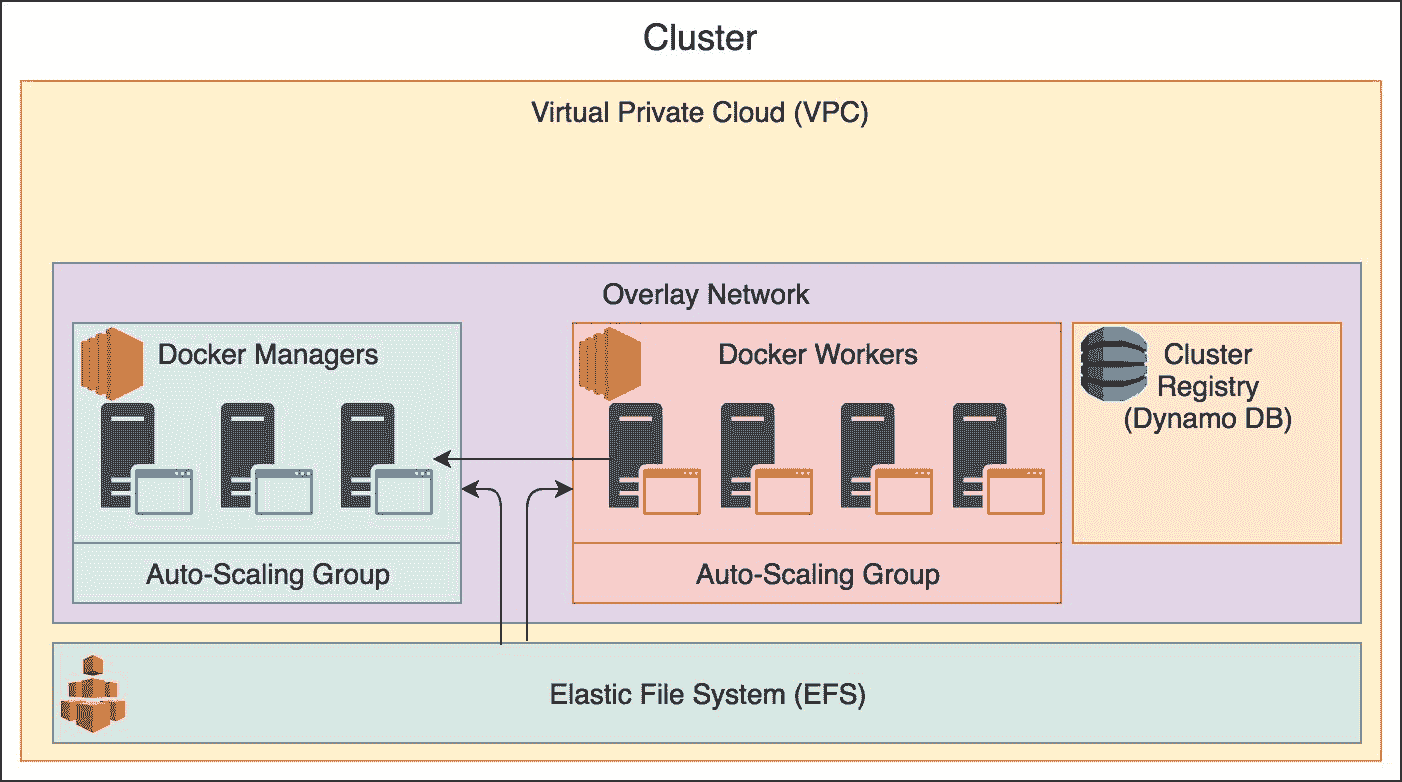 Cluster
Virtual Private Cloud (VPC)
Overlay Network
Docker Managers
Docker Workers
Cluster
Registry
(Dynamo DB)
Auto-Scaling Group
Auto-Scaling Group
Elastic File System (EFS)